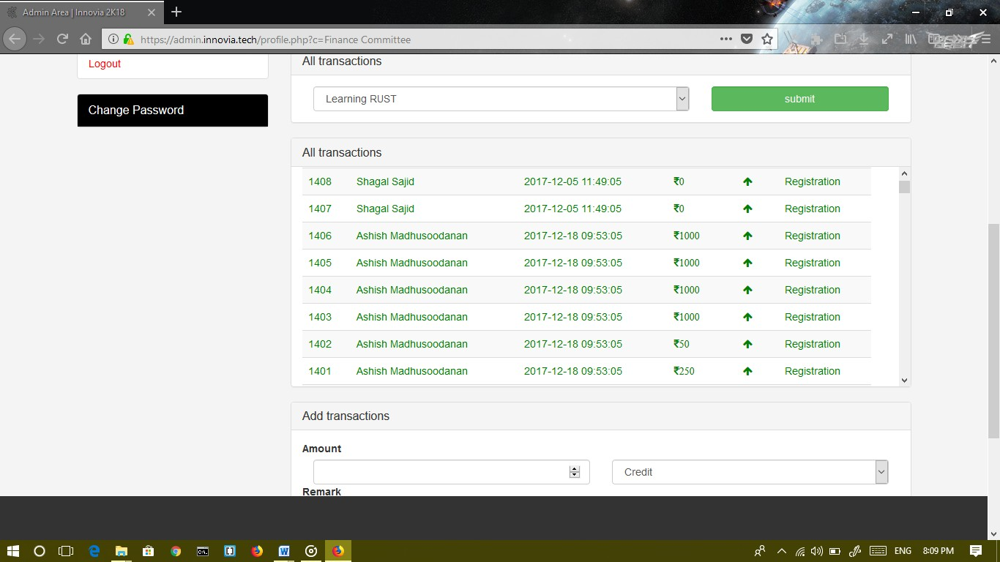 Admin Area | Innovia 2K18
https://admin.innovia.tech/profile.php?c=Finance Committee
Logout
Change Password
All transactions
Learning RUST
submit
All transactions
1408 Shagal Sajid 2017-12-05 11:49:05 ₹0 Registration
1407 Shagal Sajid 2017-12-05 11:49:05 ₹0 Registration
1406 Ashish Madhusoodanan 2017-12-18 09:53:05 ₹1000 Registration
1405 Ashish Madhusoodanan 2017-12-18 09:53:05 ₹1000 Registration
1404 Ashish Madhusoodanan 2017-12-18 09:53:05 ₹1000 Registration
1403 Ashish Madhusoodanan 2017-12-18 09:53:05 ₹1000 Registration
1402 Ashish Madhusoodanan 2017-12-18 09:53:05 ₹50 Registration
1401 Ashish Madhusoodanan 2017-12-18 09:53:05 ₹250 Registration
Add transactions
Amount
Credit
Remark
ENG 8:09 PM